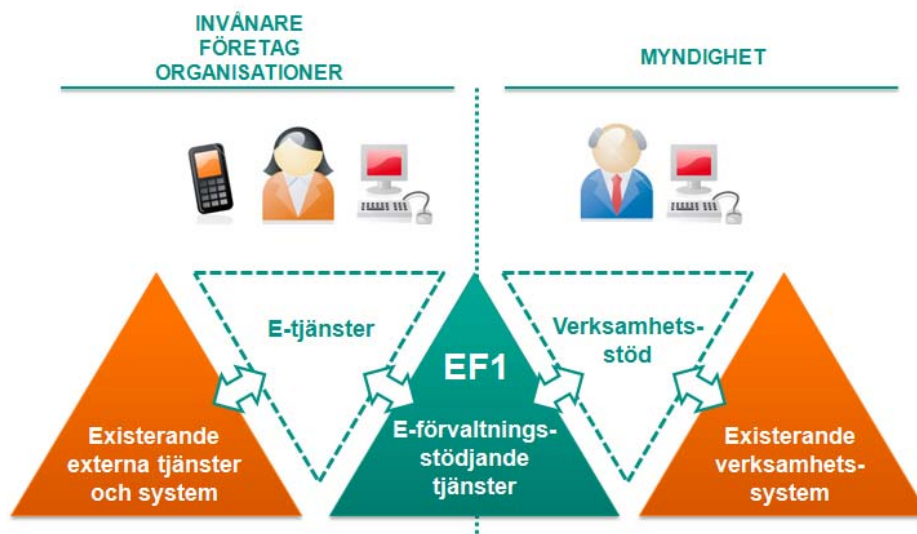 INVÅNARE
FÖRETAG
ORGANISATIONER
MYNDIGHET
E-tjänster
Verksamhets-
stöd
EF1
E-förvaltnings-
stödjande
tjänster
Existerande
externa tjänster
och system
Existerande
verksamhets-
system